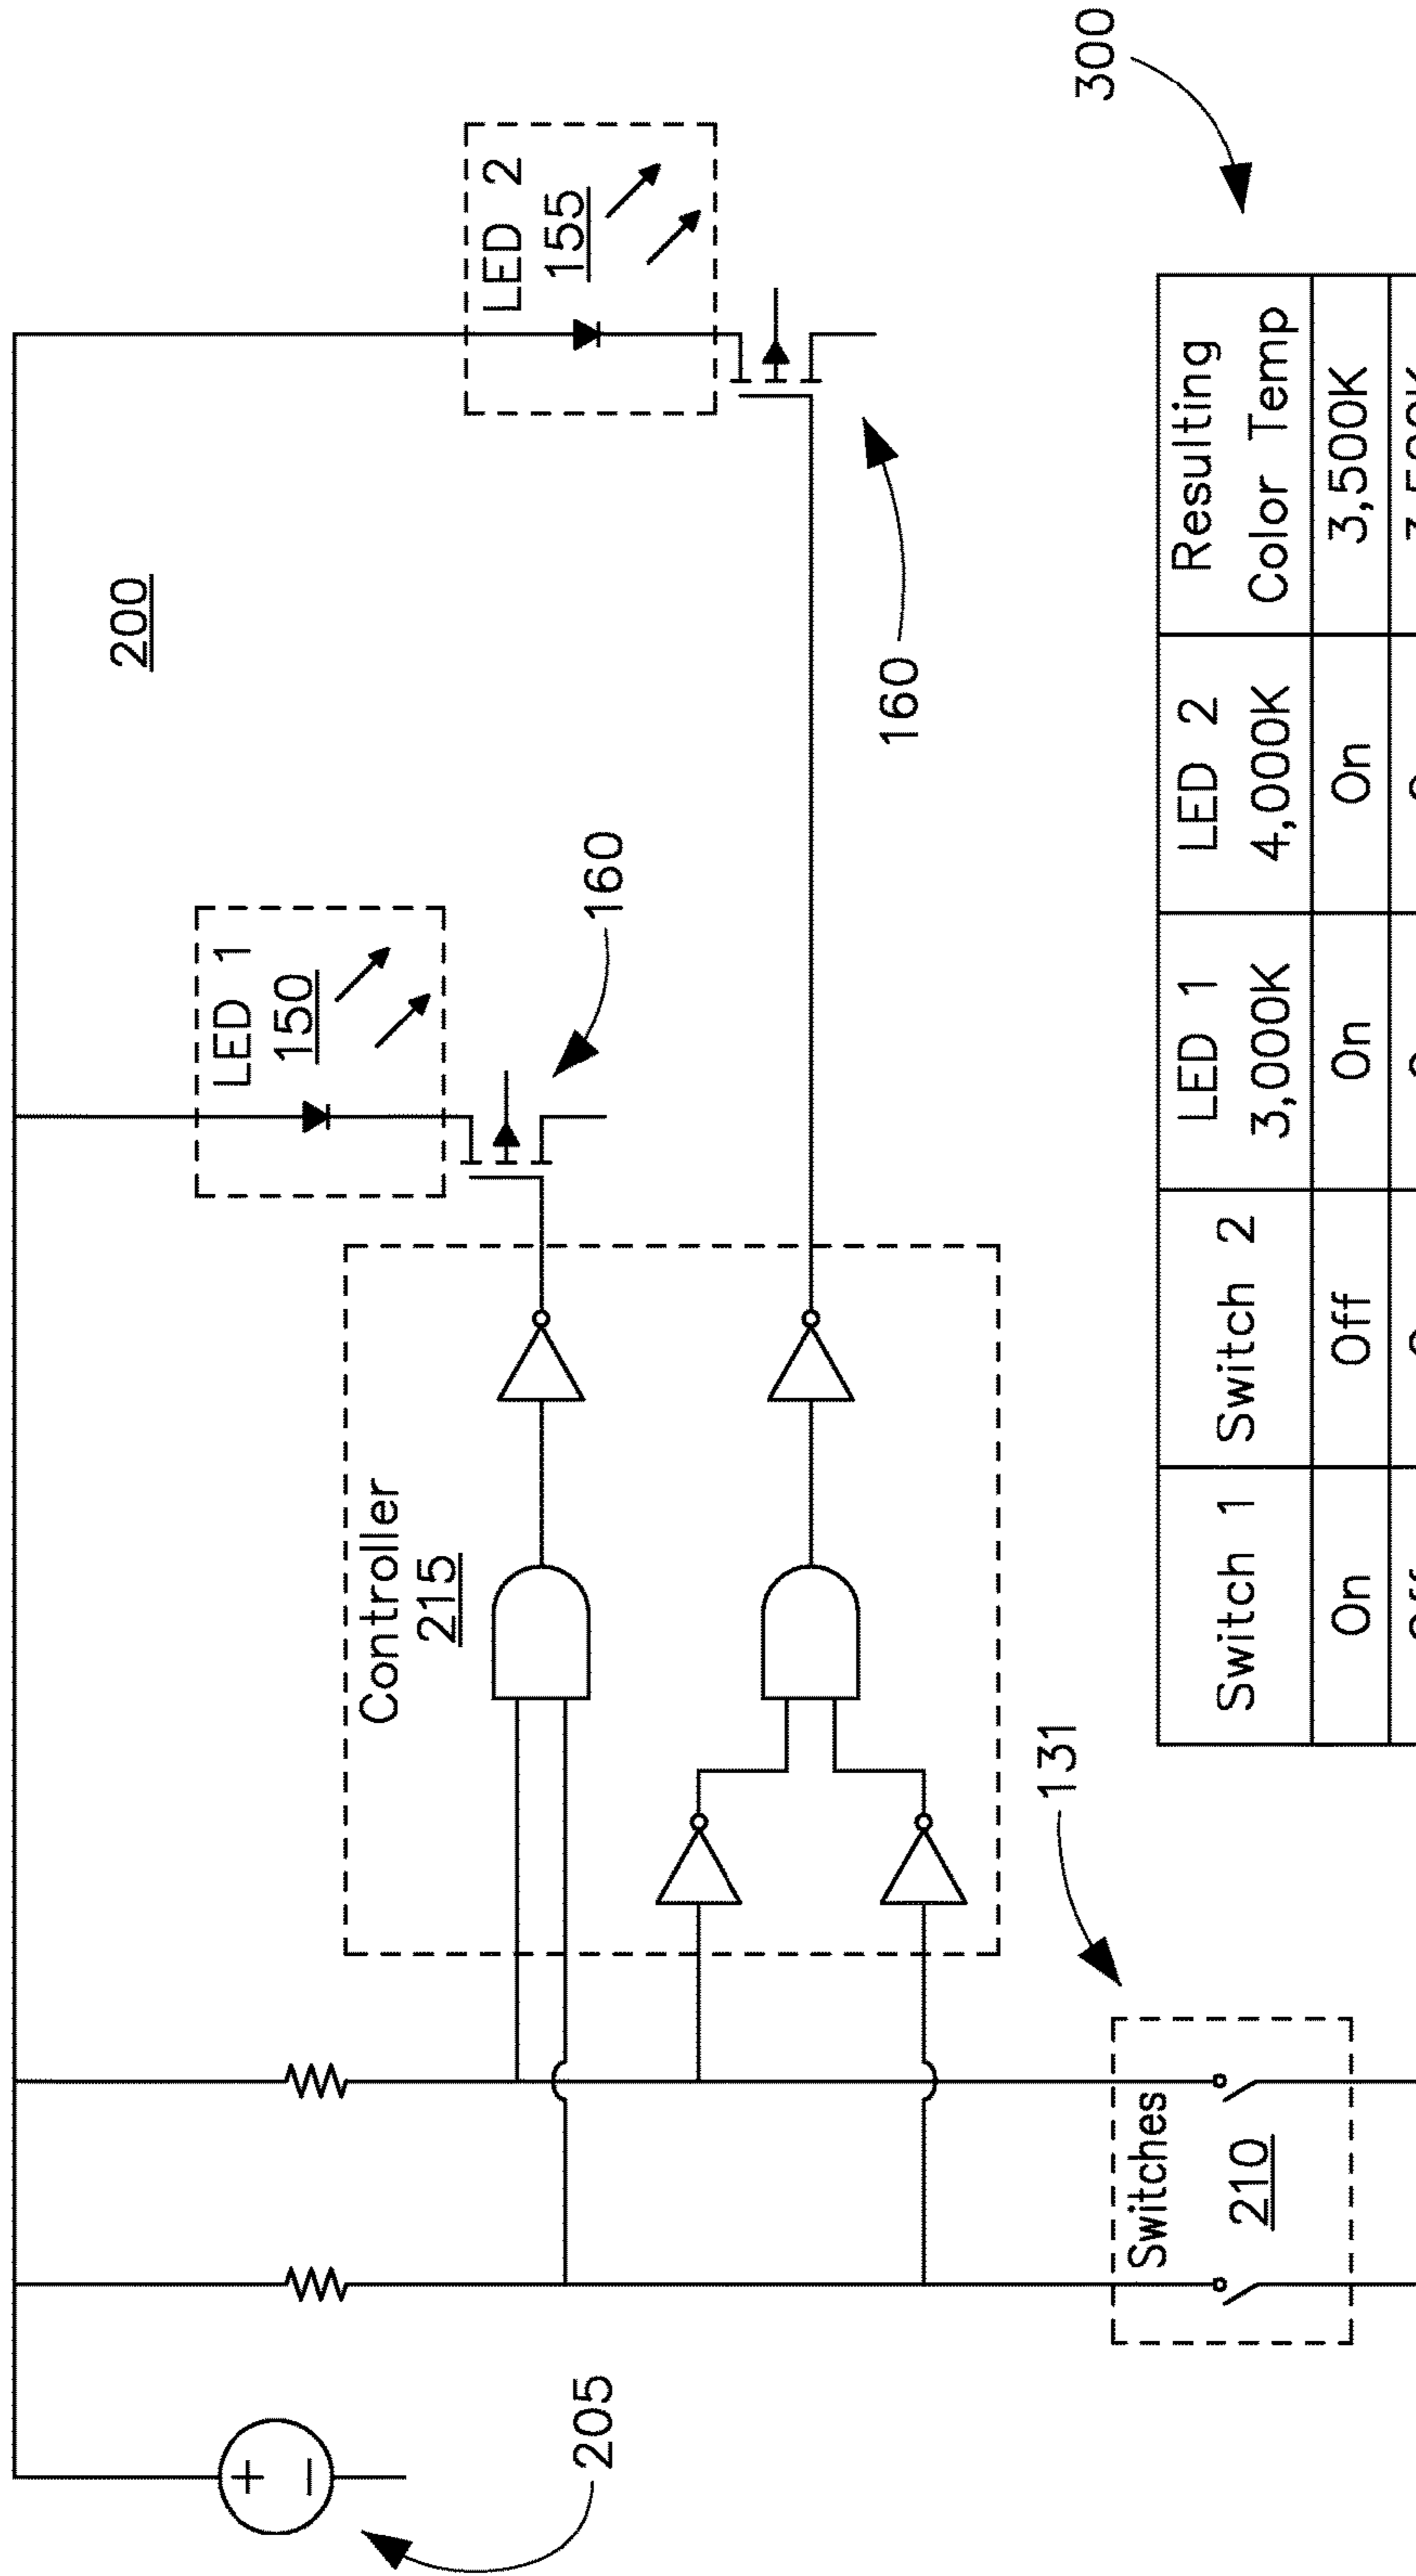 200
LED 1
150
LED 2
155
160
160
Controller
215
205
Switches
210
131
300
Switch 1
Switch 2
LED 1
3,000K
LED 2
4,000K
Resulting
Color Temp
On
Off
On
On
3,500K
+
−